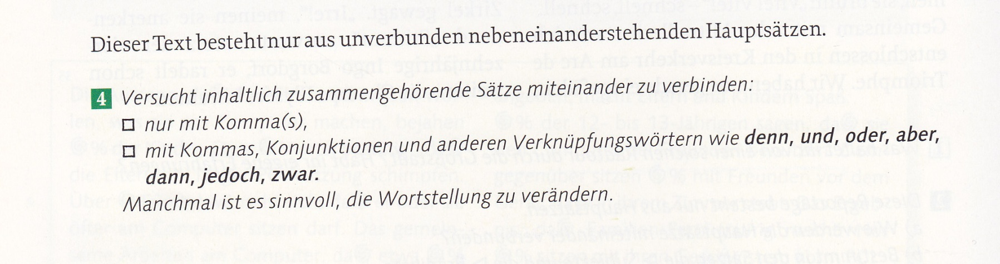 Dieser Text besteht nur aus unverbunden nebeneinanderstehenden Hauptsätzen.
4 Versucht inhaltlich zusammengehörende Sätze miteinander zu verbinden:
nur mit Komma(s),
mit Kommas, Konjunktionen und anderen Verknüpfungswörtern wie denn, und, oder, aber,
dann, jedoch, zwar.
Manchmal ist es sinnvoll, die Wortstellung zu verändern.